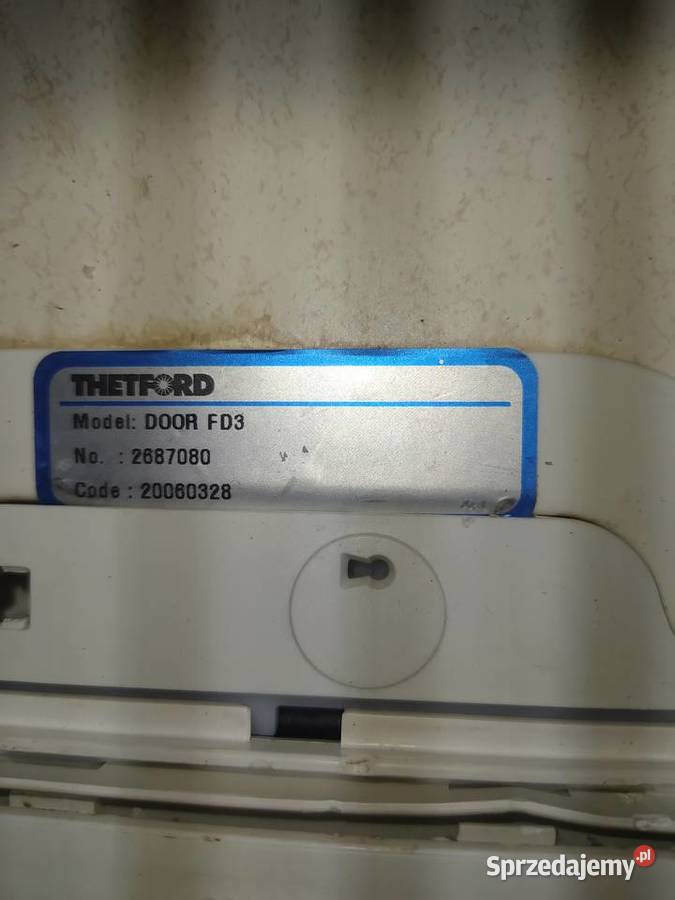 THETFORD
Model: DOOR FD3
No. : 2687080
Code : 20060328
Sprzedajemy.pl